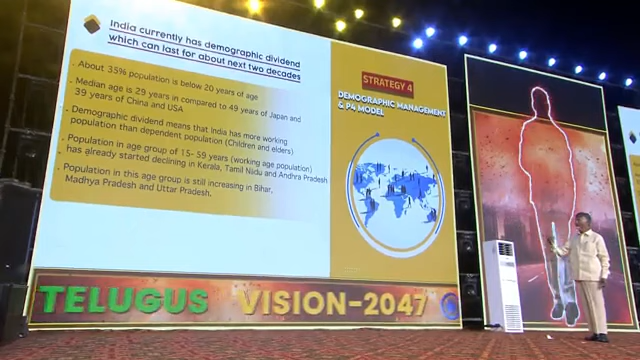 India currently has demographic dividend
which can last for about next two decades
• About 35% population is below 20 years of age
• Median age is 29 years in compared to 49 years of Japan and
39 years of China and USA
• Demographic dividend means that India has more working
population than dependent population (Children and elders)
• Population in age group of 15- 59 years (working age population)
has already started declining in Kerala, Tamil Nadu and Andhra Pradesh
• Population in this age group is still increasing in Bihar,
Madhya Pradesh and Uttar Pradesh.
STRATEGY 4
DEMOGRAPHIC MANAGEMENT
& P4 MODEL
TELUGUS VISION-2047